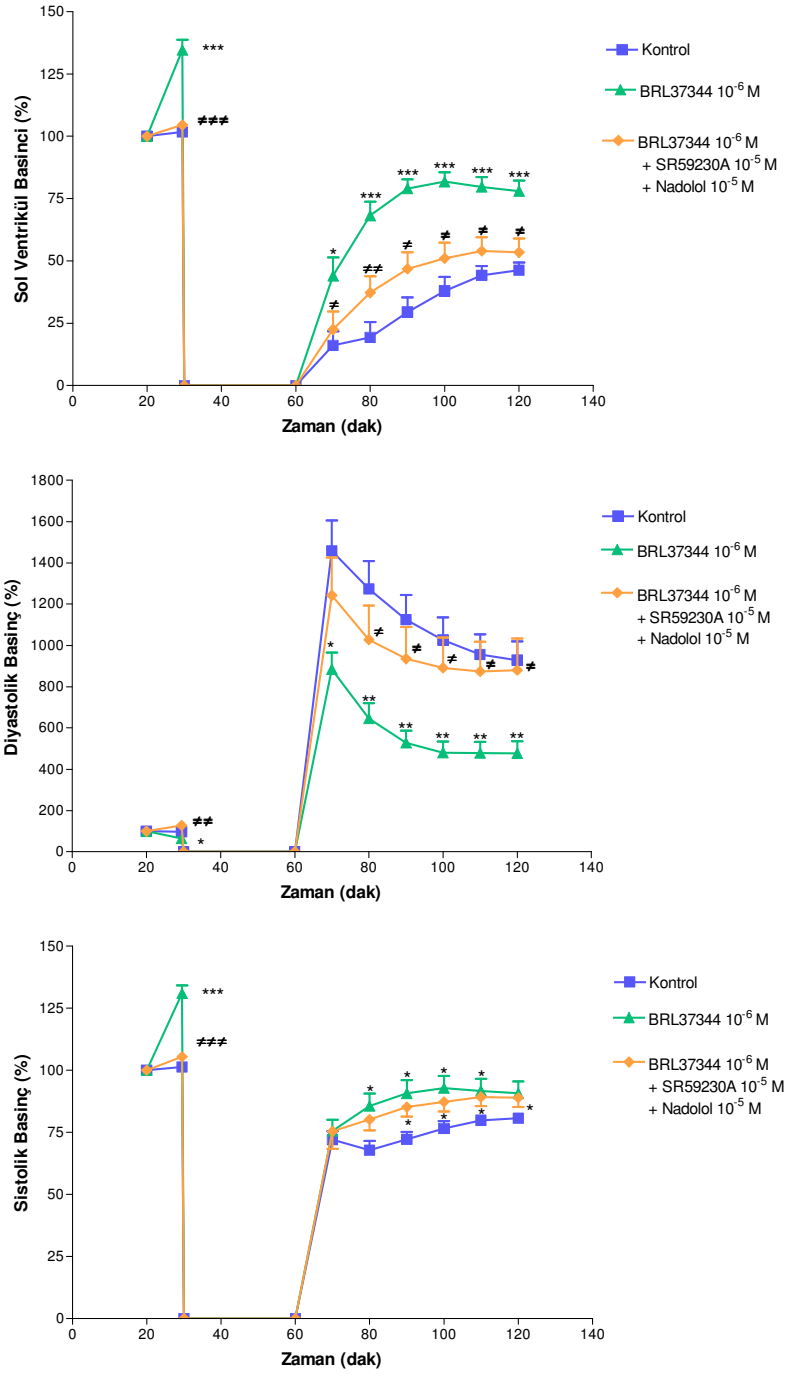 150
125
100
75
50
25
0
Sol Ventrikül Basinci (%)
***
≠≠≠
* *** *** *** *** ***
≠ ≠≠ ≠ ≠ ≠ ≠
0 20 40 60 80 100 120 140
Zaman (dak)
Kontrol
BRL37344 10⁻⁶ M
BRL37344 10⁻⁶ M
+ SR59230A 10⁻⁵ M
+ Nadolol 10⁻⁵ M
1800
1600
1400
1200
1000
800
600
400
200
0
Diyastolik Basınç (%)
≠≠
*
≠ ≠ ≠ ≠ ≠
* ** ** ** ** **
0 20 40 60 80 100 120 140
Zaman (dak)
Kontrol
BRL37344 10⁻⁶ M
BRL37344 10⁻⁶ M
+ SR59230A 10⁻⁵ M
+ Nadolol 10⁻⁵ M
150
125
100
75
50
25
0
Sistolik Basınç (%)
***
≠≠≠
* * * *
* * * *
0 20 40 60 80 100 120 140
Zaman (dak)
Kontrol
BRL37344 10⁻⁶ M
BRL37344 10⁻⁶ M
+ SR59230A 10⁻⁵ M
+ Nadolol 10⁻⁵ M